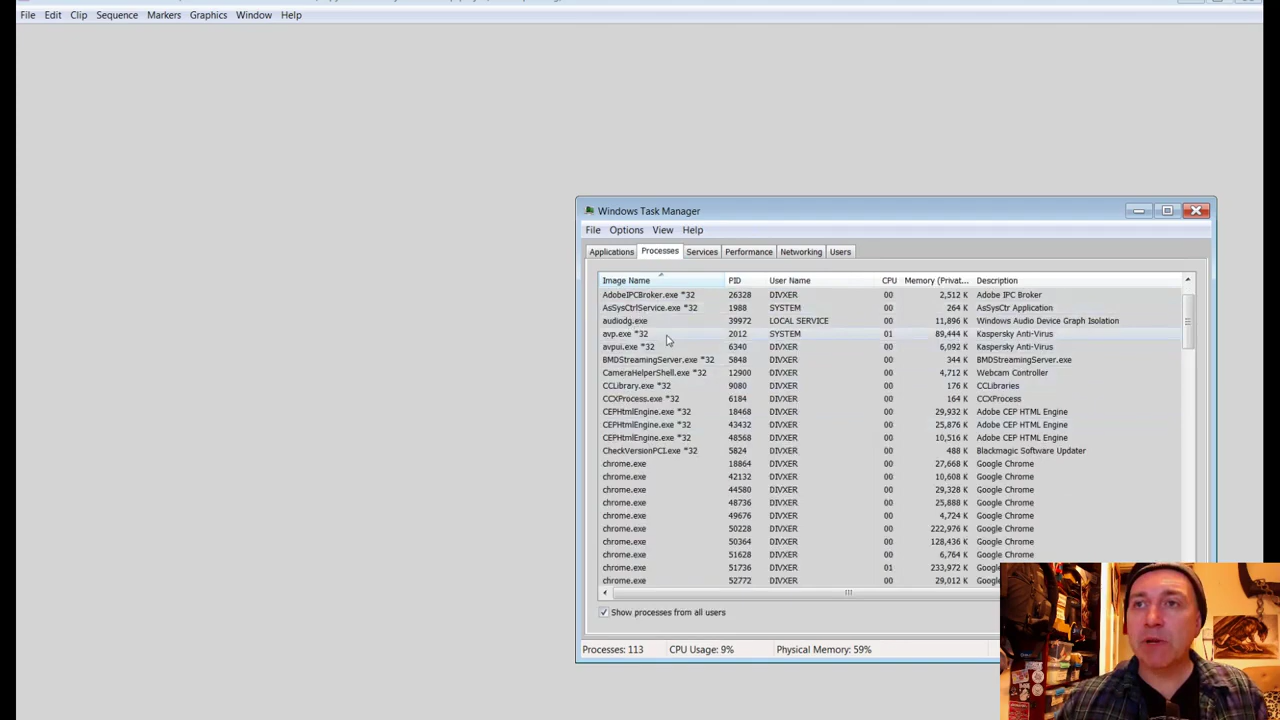 File Edit Clip Sequence Markers Graphics Window Help
Windows Task Manager
File Options View Help
Applications Processes Services Performance Networking Users
Image Name PID User Name CPU Memory (Privat... Description
AdobeIPCBroker.exe *32 26328 DIVXER 00 2,512 K Adobe IPC Broker
AsSysCtrlService.exe *32 1988 SYSTEM 00 264 K AsSysCtr Application
audiodg.exe 39972 LOCAL SERVICE 00 11,896 K Windows Audio Device Graph Isolation
avp.exe *32 2012 SYSTEM 01 89,444 K Kaspersky Anti-Virus
avpui.exe *32 6340 DIVXER 00 6,092 K Kaspersky Anti-Virus
BMDStreamingServer.exe *32 5848 DIVXER 00 344 K BMDStreamingServer.exe
CameraHelperShell.exe *32 12900 DIVXER 00 4,712 K Webcam Controller
CCLibrary.exe *32 9080 DIVXER 00 176 K CCLibraries
CCXProcess.exe *32 6184 DIVXER 00 164 K CCXProcess
CEPHtmlEngine.exe *32 18468 DIVXER 00 29,932 K Adobe CEP HTML Engine
CEPHtmlEngine.exe *32 43432 DIVXER 00 25,876 K Adobe CEP HTML Engine
CEPHtmlEngine.exe *32 48568 DIVXER 00 10,516 K Adobe CEP HTML Engine
CheckVersionPCI.exe *32 5824 DIVXER 00 488 K Blackmagic Software Updater
chrome.exe 18864 DIVXER 00 27,668 K Google Chrome
chrome.exe 42132 DIVXER 00 10,608 K Google Chrome
chrome.exe 44580 DIVXER 00 29,328 K Google Chrome
chrome.exe 48736 DIVXER 00 25,888 K Google Chrome
chrome.exe 49676 DIVXER 00 4,724 K Google Chrome
chrome.exe 50228 DIVXER 00 222,976 K Google Chrome
chrome.exe 50364 DIVXER 00 128,436 K Google Chrome
chrome.exe 51628 DIVXER 00 6,764 K Google Chrome
chrome.exe 51736 DIVXER 01 233,972 K Google Chrome
chrome.exe 52772 DIVXER 00 29,012 K Google Chrome
Show processes from all users
Processes: 113 CPU Usage: 9% Physical Memory: 59%